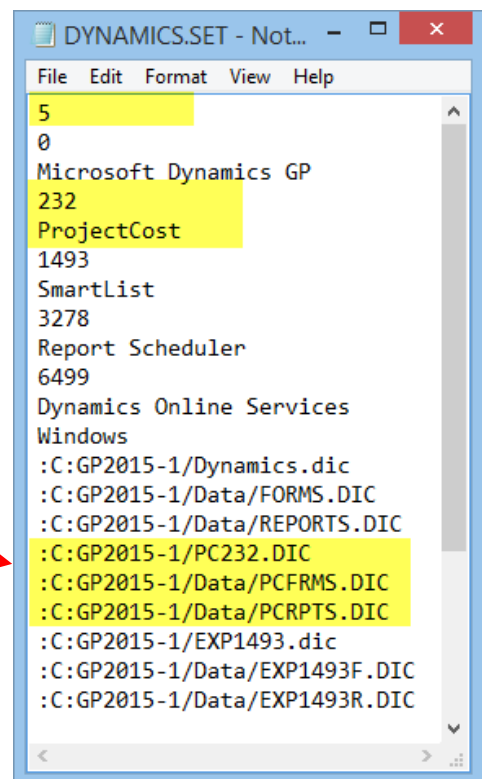 DYNAMICS.SET - Not...
File Edit Format View Help
5
0
Microsoft Dynamics GP
232
ProjectCost
1493
SmartList
3278
Report Scheduler
6499
Dynamics Online Services
Windows
:C:GP2015-1/Dynamics.dic
:C:GP2015-1/Data/FORMS.DIC
:C:GP2015-1/Data/REPORTS.DIC
:C:GP2015-1/PC232.DIC
:C:GP2015-1/Data/PCFRMS.DIC
:C:GP2015-1/Data/PCRPTS.DIC
:C:GP2015-1/EXP1493.dic
:C:GP2015-1/Data/EXP1493F.DIC
:C:GP2015-1/Data/EXP1493R.DIC